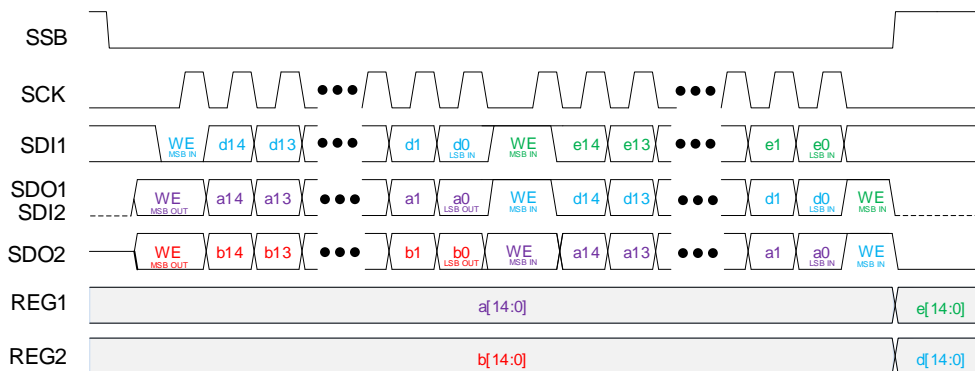 SSB
SCK
SDI1 WE d14 d13 d1 d0 WE e14 e13 e1 e0
MSB IN LSB IN MSB IN LSB IN
SDO1
SDI2
WE a14 a13 a1 a0 WE d14 d13 d1 d0 WE
MSB OUT LSB OUT MSB IN LSB IN MSB IN
SDO2 WE b14 b13 b1 b0 WE a14 a13 a1 a0 WE
MSB OUT LSB OUT MSB IN LSB IN MSB IN
REG1 a[14:0] e[14:0]
REG2 b[14:0] d[14:0]